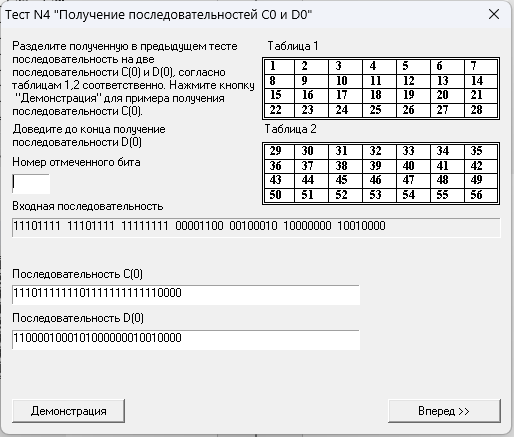 Тест N4 "Получение последовательностей C0 и D0"
Разделите полученную в предыдущем тесте
последовательность на две
последовательности C(0) и D(0), согласно
таблицам 1,2 соответственно. Нажмите кнопку
"Демонстрация" для примера получения
последовательности C(0).
Доведите до конца получение
последовательности D(0)
Номер отмеченного бита
Таблица 1
1 2 3 4 5 6 7
8 9 10 11 12 13 14
15 16 17 18 19 20 21
22 23 24 25 26 27 28
Таблица 2
29 30 31 32 33 34 35
36 37 38 39 40 41 42
43 44 45 46 47 48 49
50 51 52 53 54 55 56
Входная последовательность
11101111 11101111 11111111 00001100 00100010 10000000 10010000
Последовательность C(0)
1110111111101111111111110000
Последовательность D(0)
1100001000101000000010010000
Демонстрация
Вперед >>